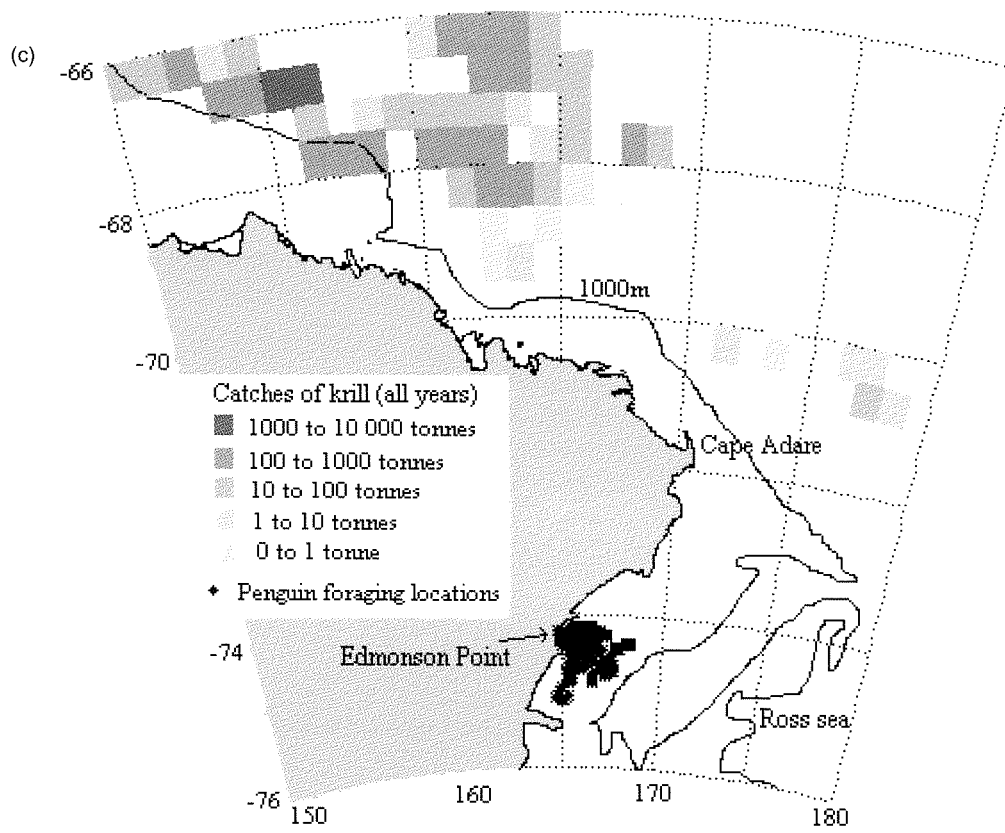 (c)
-66
-68
1000m
-70
Catches of krill (all years)
1000 to 10 000 tonnes
100 to 1000 tonnes
10 to 100 tonnes
1 to 10 tonnes
0 to 1 tonne
Penguin foraging locations
Cape Adare
Edmonson Point
-74
Ross sea
-76
150
160
170
180